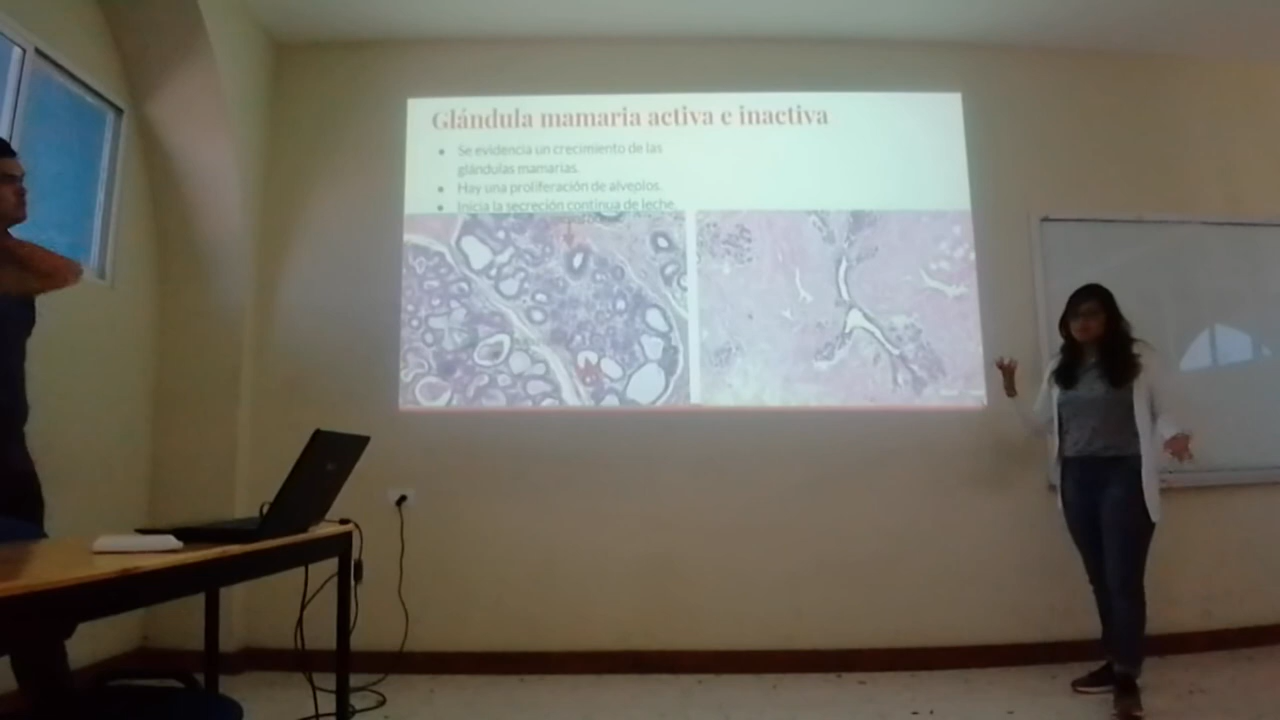 Glándula mamaria activa e inactiva
Se evidencia un crecimiento de las
glándulas mamarias.
Hay una proliferación de alveolos.
Inicia la secreción continua de leche.